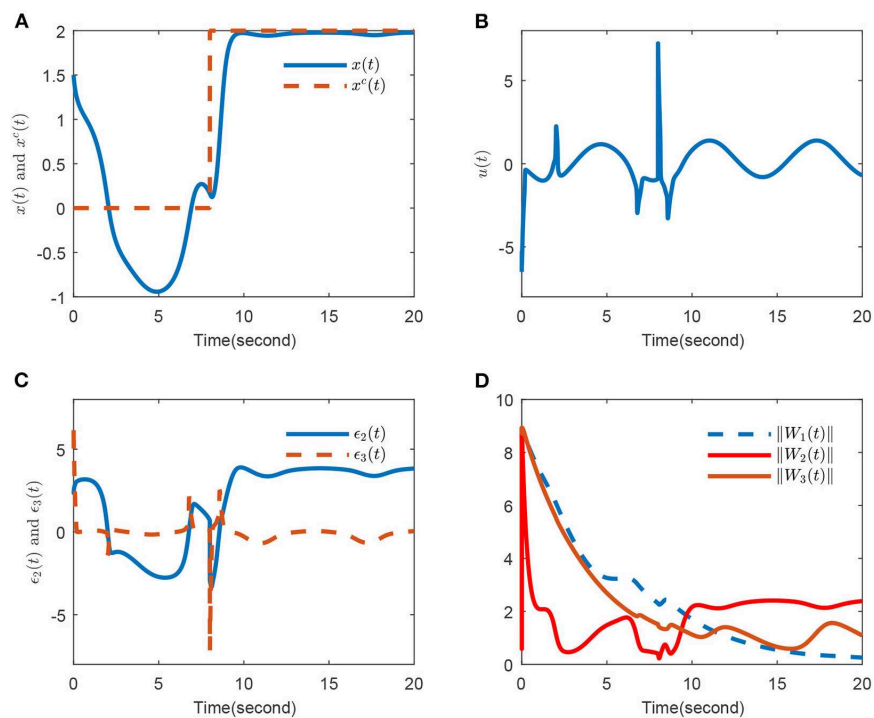 A
x(t) and x^c(t)
2
1.5
1
0.5
0
-0.5
-1
0 5 10 15 20
Time(second)
x(t)
x^c(t)
B
u(t)
5
0
-5
0 5 10 15 20
Time(second)
C
ϵ₂(t) and ϵ₃(t)
5
0
-5
0 5 10 15 20
Time(second)
ϵ₂(t)
ϵ₃(t)
D
10
8
6
4
2
0
0 5 10 15 20
Time(second)
‖W₁(t)‖
‖W₂(t)‖
‖W₃(t)‖